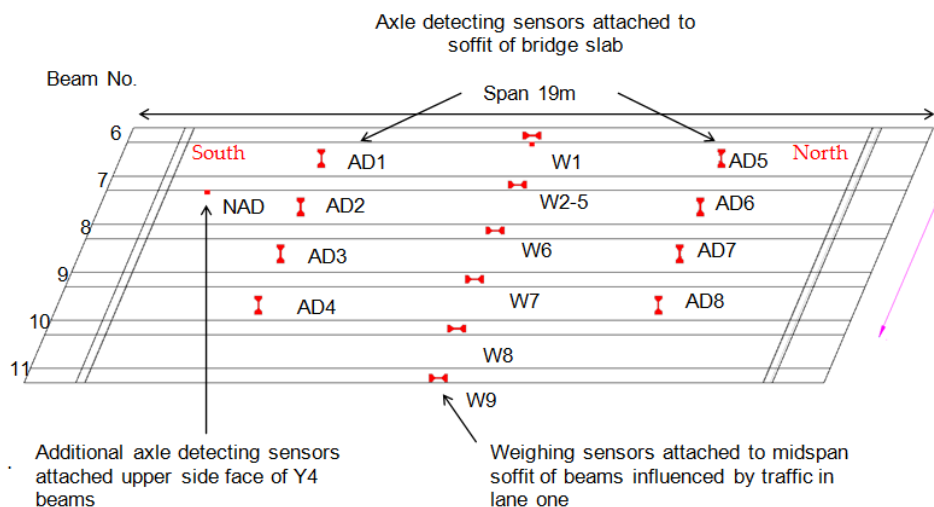 Axle detecting sensors attached to
soffit of bridge slab
Beam No.
Span 19m
6
South
AD1
W1
AD5
North
7
NAD
AD2
W2-5
AD6
8
AD3
W6
AD7
9
AD4
W7
AD8
10
W8
11
W9
Additional axle detecting sensors
attached upper side face of Y4
beams
.
Weighing sensors attached to midspan
soffit of beams influenced by traffic in
lane one